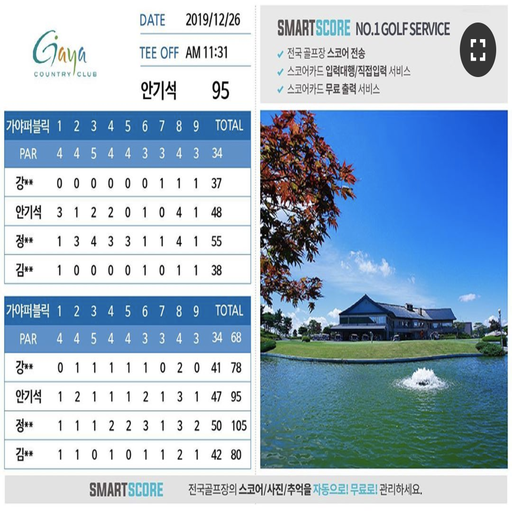 Gaya
COUNTRY CLUB
DATE 2019/12/26
TEE OFF AM 11:31
안기석 95
가야퍼블릭 1 2 3 4 5 6 7 8 9 TOTAL
PAR 4 4 5 4 4 3 3 4 3 34
강** 0 0 0 0 0 0 1 1 1 37
안기석 3 1 2 2 0 1 0 4 1 48
정** 1 3 4 3 3 1 1 4 1 55
김** 1 0 0 0 0 1 0 1 1 38
가야퍼블릭 1 2 3 4 5 6 7 8 9 TOTAL
PAR 4 4 5 4 4 3 3 4 3 34 68
강** 0 1 1 1 1 1 0 2 0 41 78
안기석 1 2 1 1 1 2 1 3 1 47 95
정** 1 1 1 2 2 3 1 3 2 50 105
김** 1 1 0 1 0 1 1 2 1 42 80
SMARTSCORE NO.1 GOLF SERVICE
전국 골프장 스코어 전송
스코어카드 입력대행/직접입력 서비스
스코어카드 무료 출력 서비스
SMARTSCORE 전국골프장의 스코어/사진/추억을 자동으로! 무료로! 관리하세요.